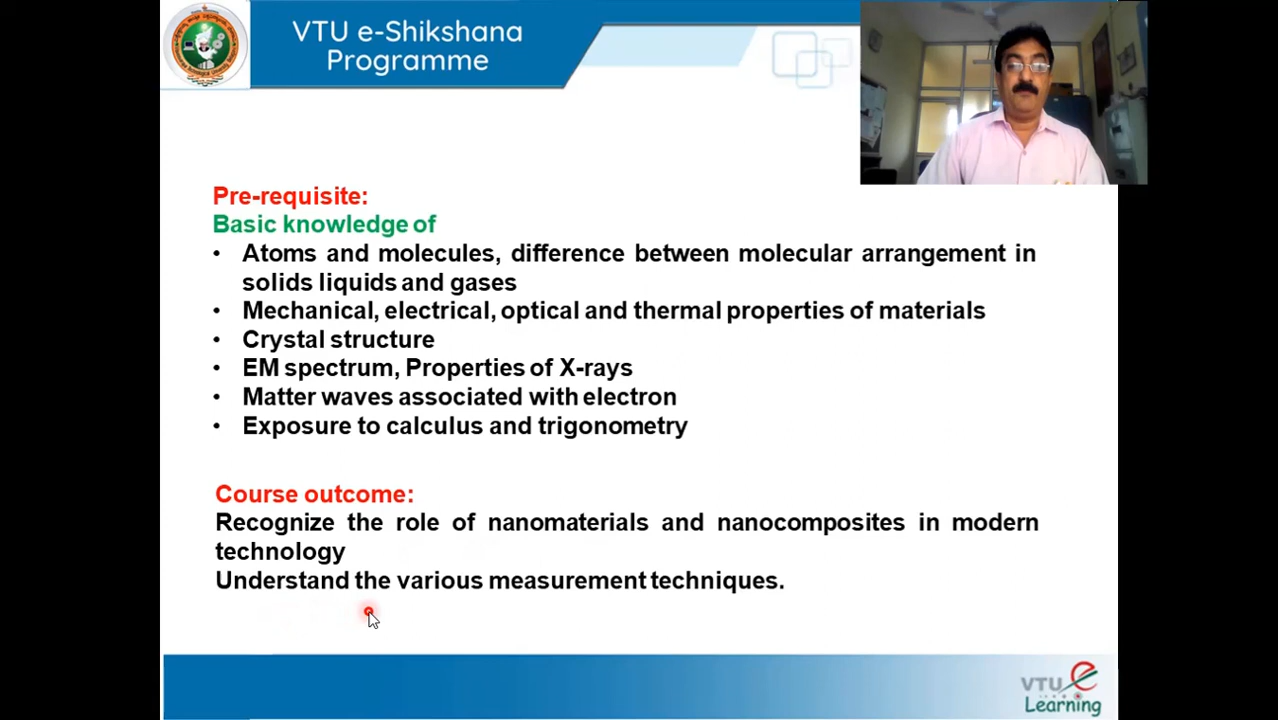 VTU e-Shikshana
Programme
Pre-requisite:
Basic knowledge of
• Atoms and molecules, difference between molecular arrangement in
solids liquids and gases
• Mechanical, electrical, optical and thermal properties of materials
• Crystal structure
• EM spectrum, Properties of X-rays
• Matter waves associated with electron
• Exposure to calculus and trigonometry
Course outcome:
Recognize the role of nanomaterials and nanocomposites in modern
technology
Understand the various measurement techniques.
VTU e
Learning